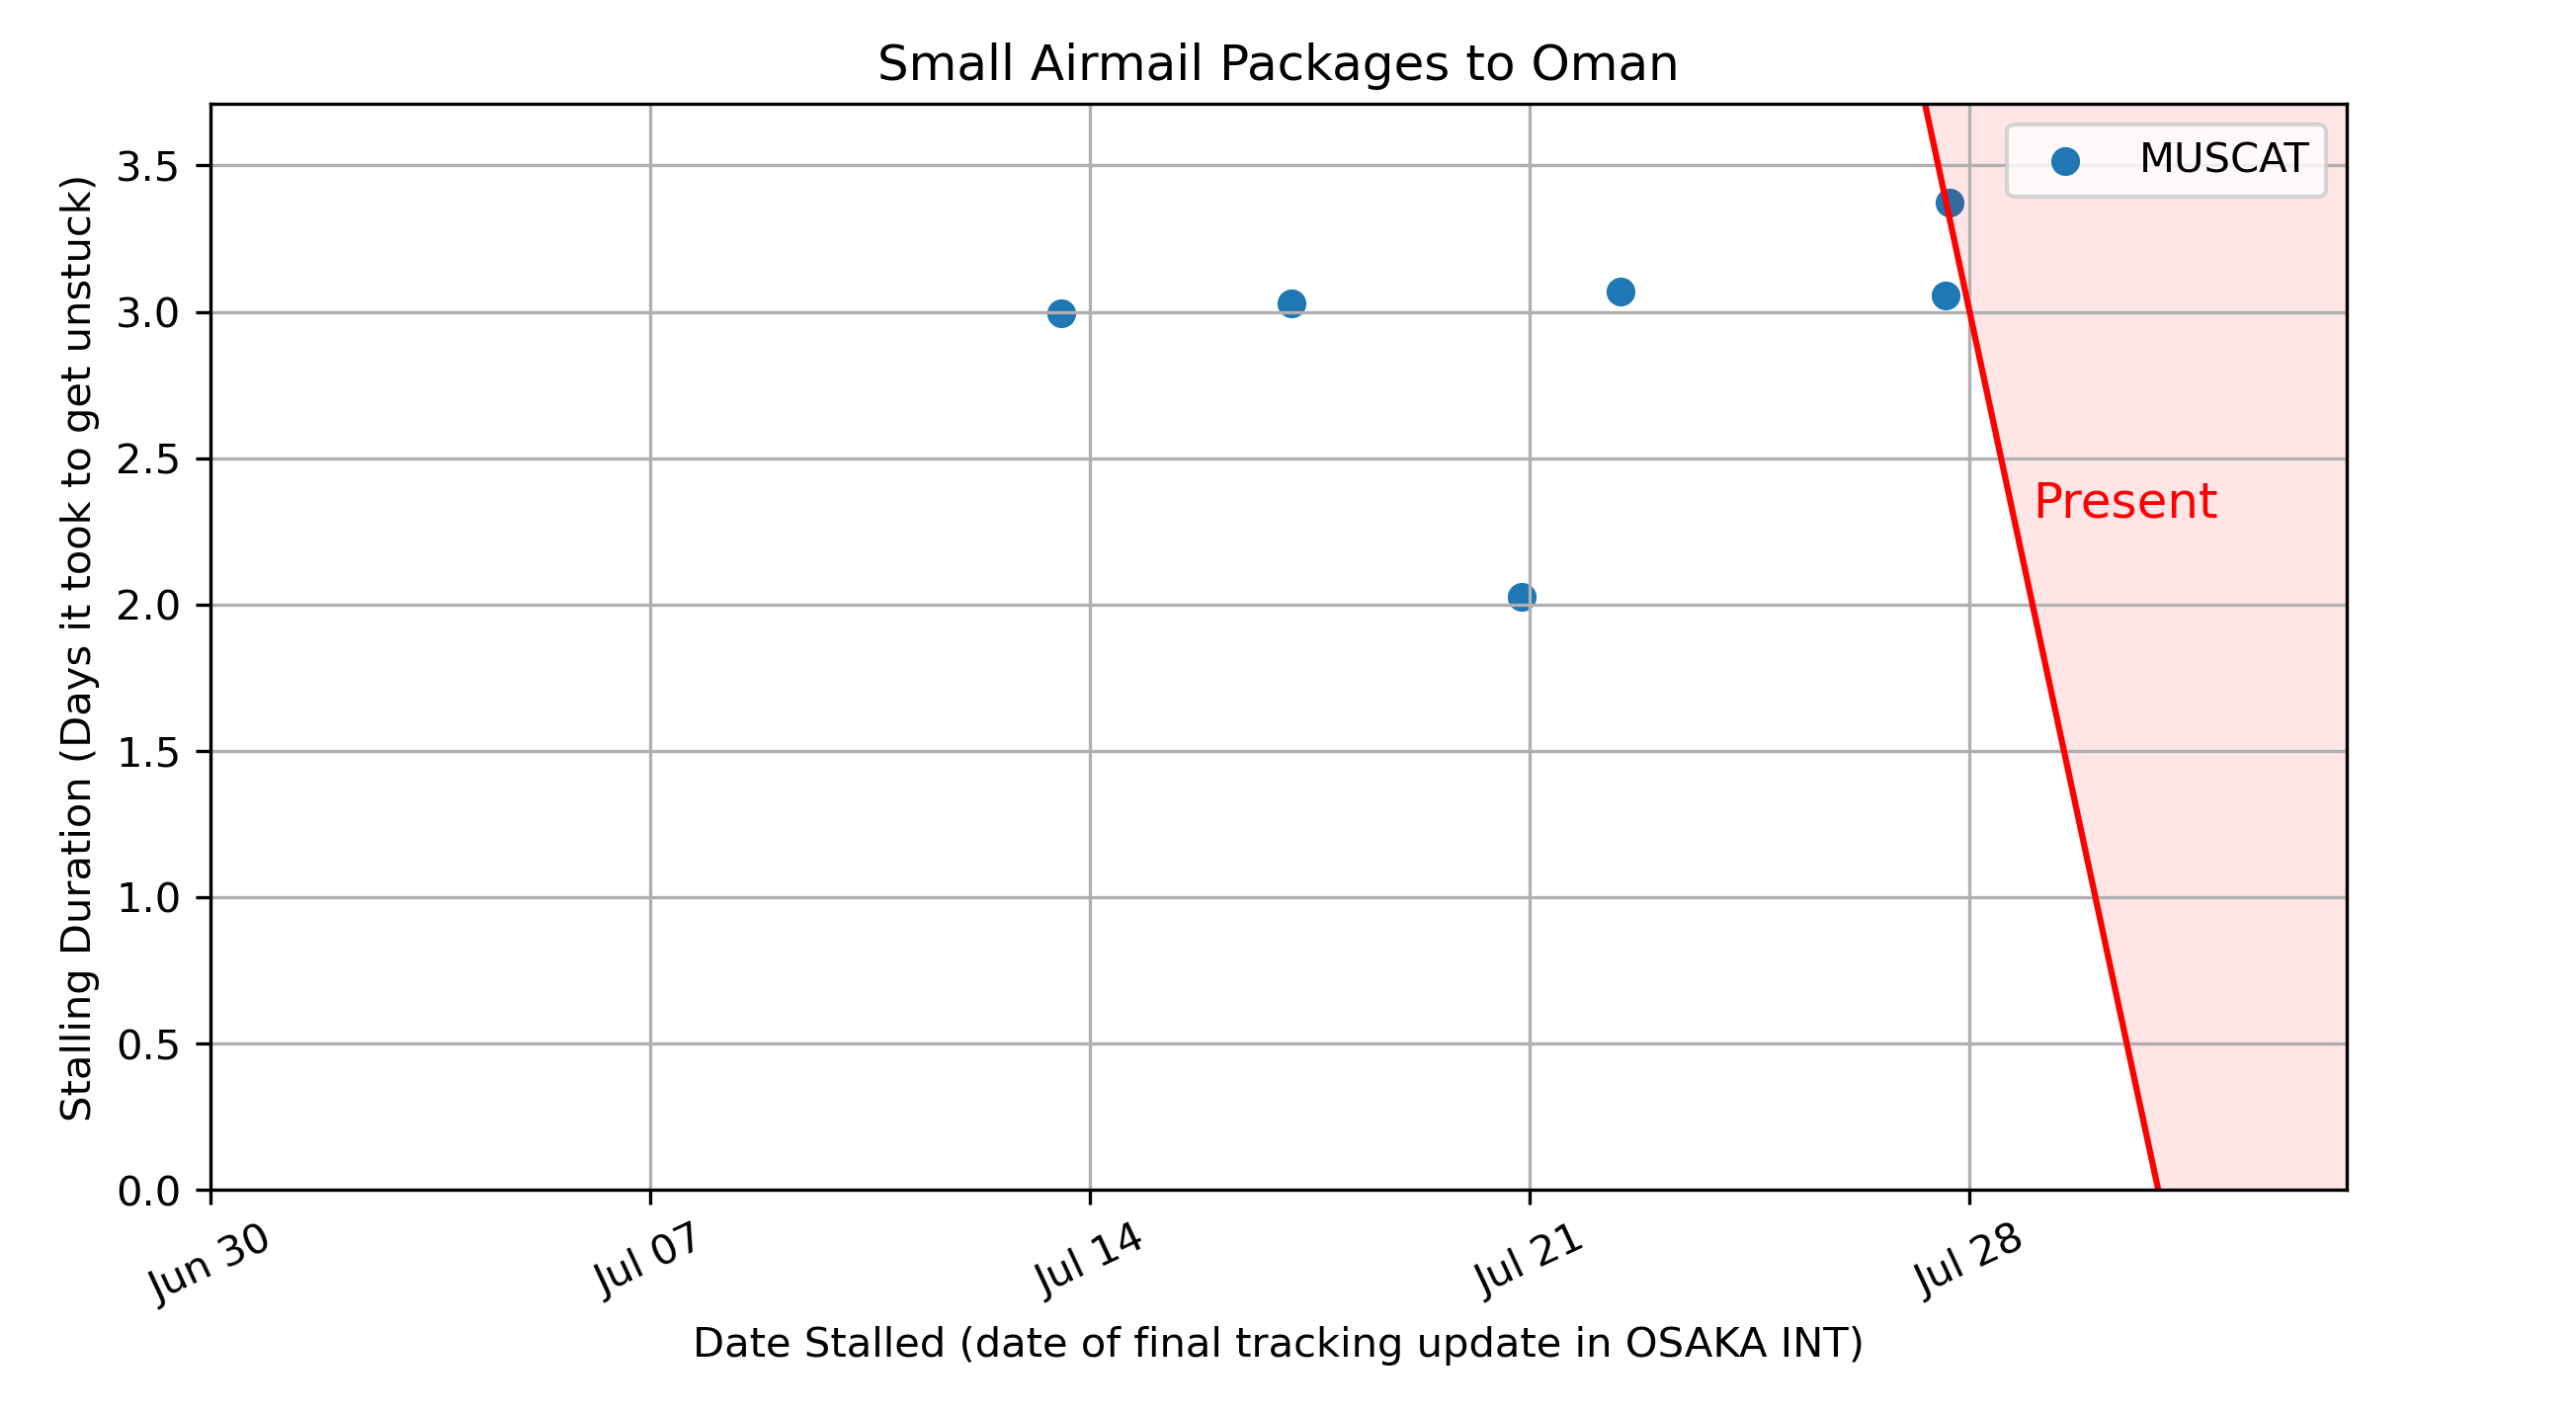 Small Airmail Packages to Oman
MUSCAT
Present
Stalling Duration (Days it took to get unstuck)
3.5
3.0
2.5
2.0
1.5
1.0
0.5
0.0
Jun 30
Jul 07
Jul 14
Jul 21
Jul 28
Date Stalled (date of final tracking update in OSAKA INT)